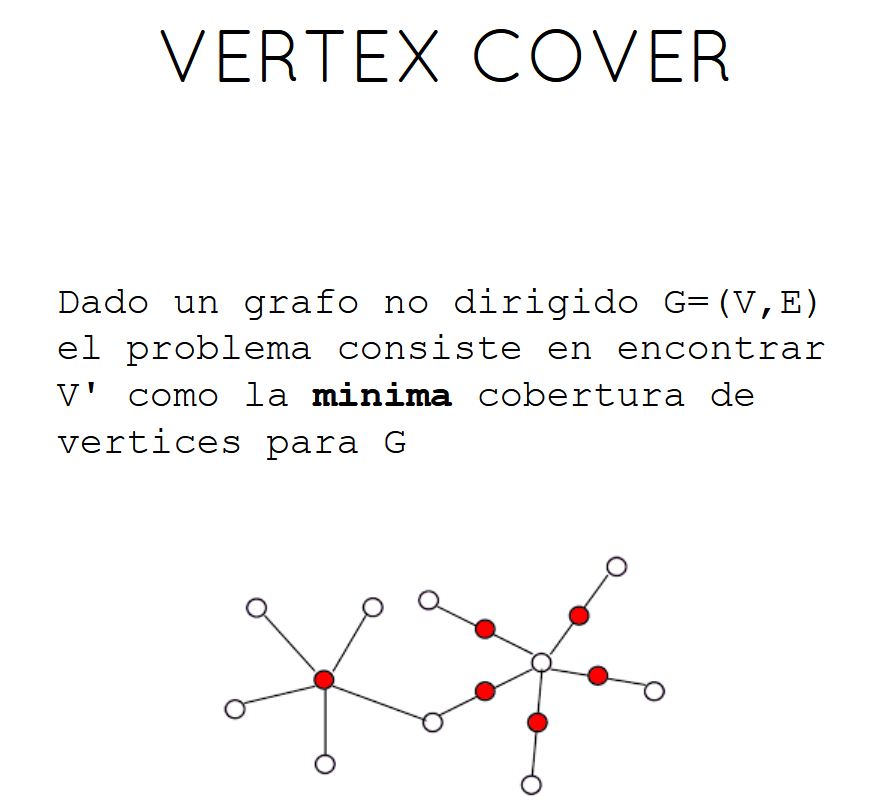 VERTEX COVER
Dado un grafo no dirigido G=(V,E)
el problema consiste en encontrar
V' como la minima cobertura de
vertices para G